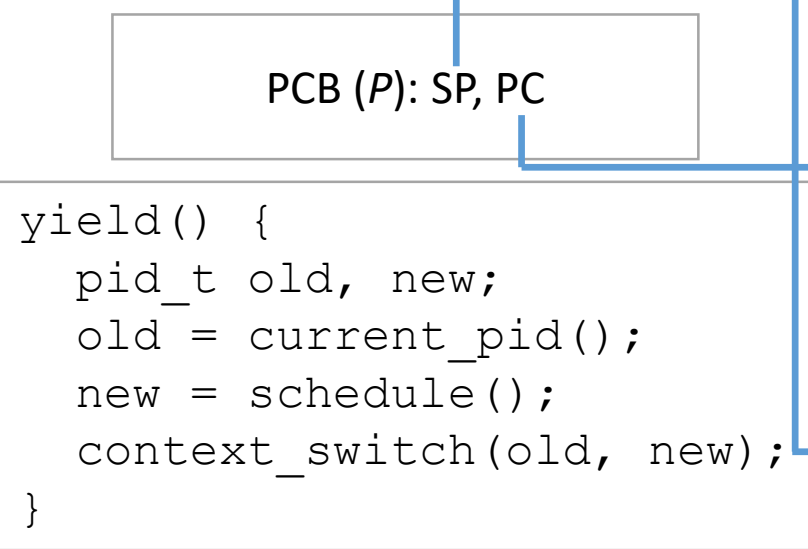 PCB (P): SP, PC
yield() {
  pid_t old, new;
  old = current_pid();
  new = schedule();
  context_switch(old, new);
}